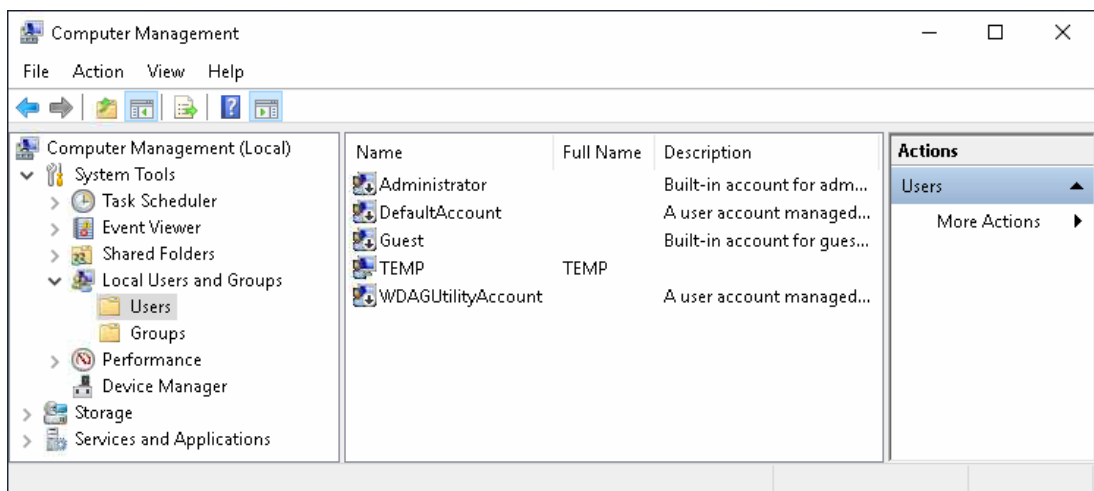 Computer Management
File Action View Help
Computer Management (Local)
System Tools
Task Scheduler
Event Viewer
Shared Folders
Local Users and Groups
Users
Groups
Performance
Device Manager
Storage
Services and Applications
Name Full Name Description
Administrator Built-in account for adm...
DefaultAccount A user account managed...
Guest Built-in account for gues...
TEMP TEMP
WDAGUtilityAccount A user account managed...
Actions
Users
More Actions